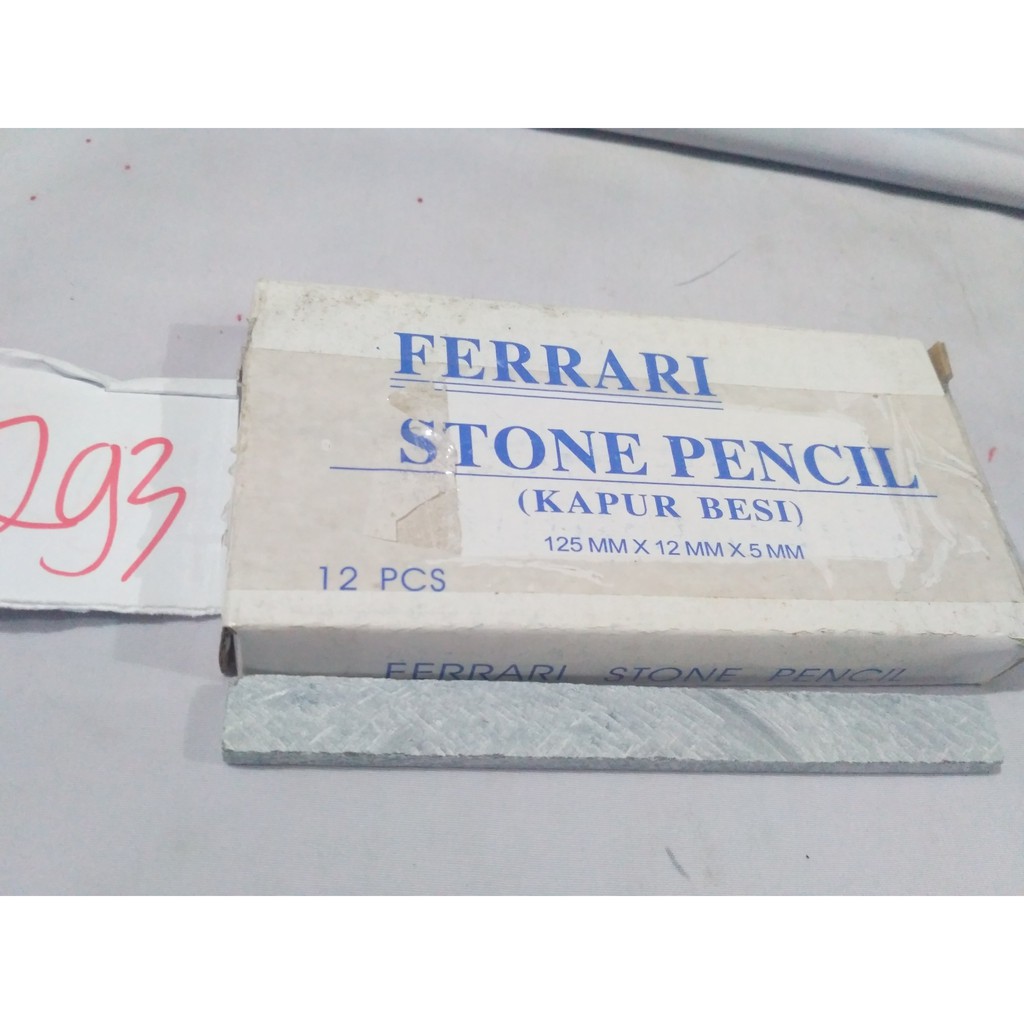 FERRARI
STONE PENCIL
(KAPUR BESI)
125 MM X 12 MM X 5 MM
12 PCS
FERRARI STONE PENCIL
293